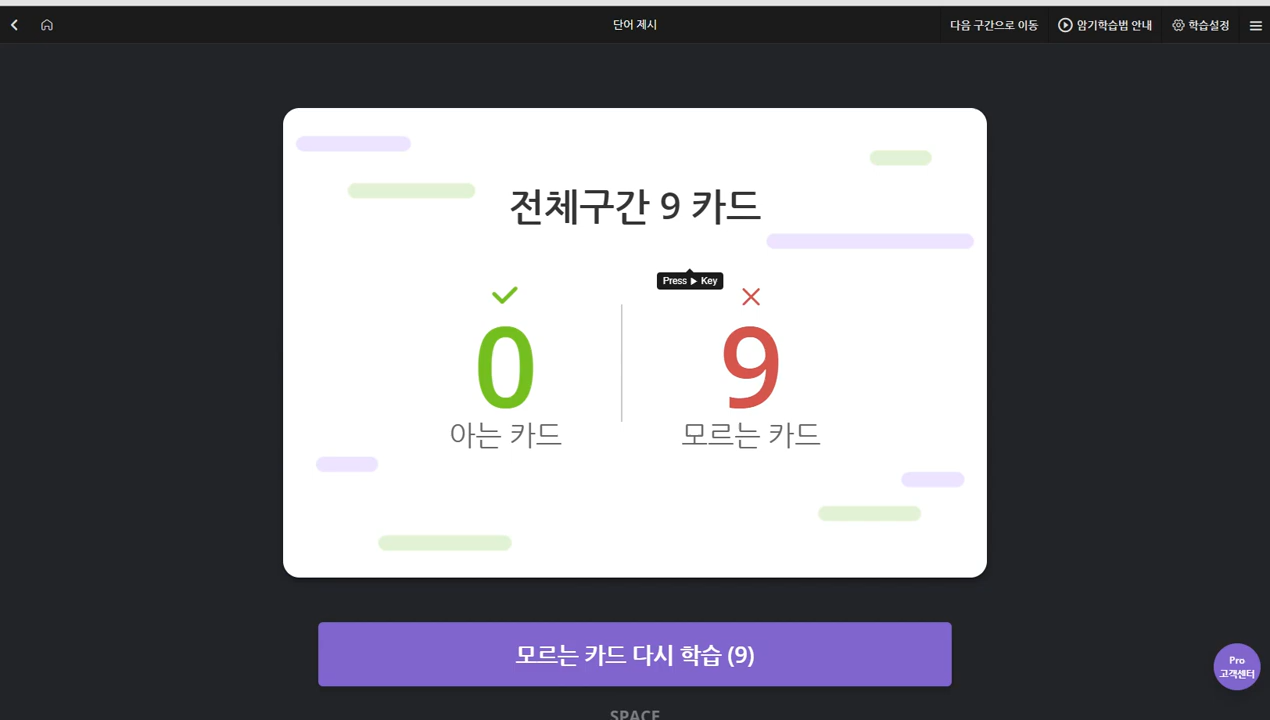 단어 제시
다음 구간으로 이동
암기학습법 안내
학습설정
전체구간 9 카드
Press ▶ Key
0
9
아는 카드
모르는 카드
모르는 카드 다시 학습 (9)
Pro
고객센터
SPACE